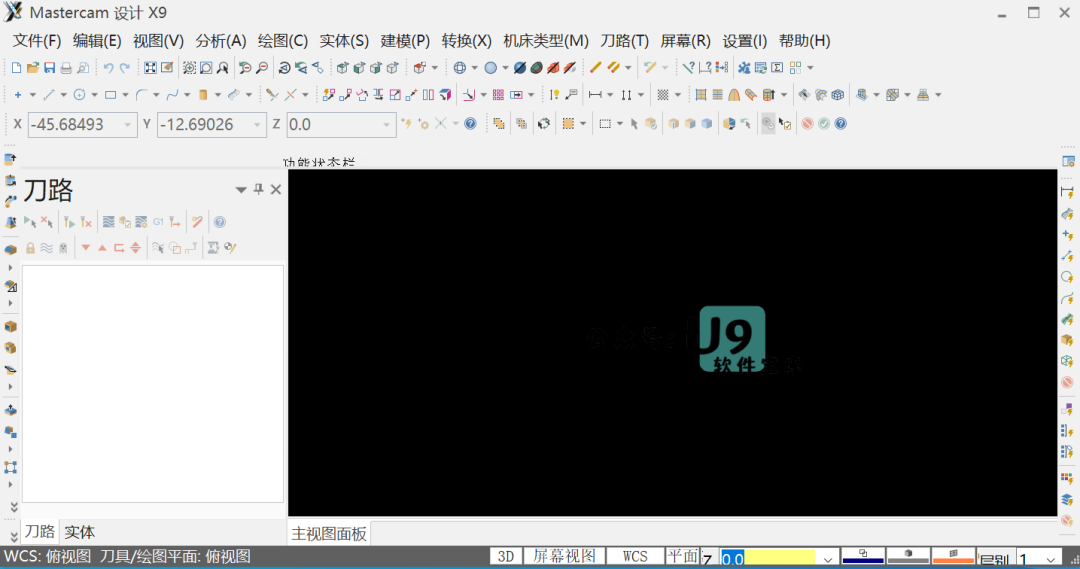 Mastercam 设计 X9
文件(F) 编辑(E) 视图(V) 分析(A) 绘图(C) 实体(S) 建模(P) 转换(X) 机床类型(M) 刀路(T) 屏幕(R) 设置(I) 帮助(H)
X -45.68493 Y -12.69026 Z 0.0
功能状态栏
刀路
G1
J9
软件
刀路 实体
主视图面板
WCS: 俯视图 刀具/绘图平面: 俯视图 3D 屏幕视图 WCS 平面 Z 0.0 层别 1